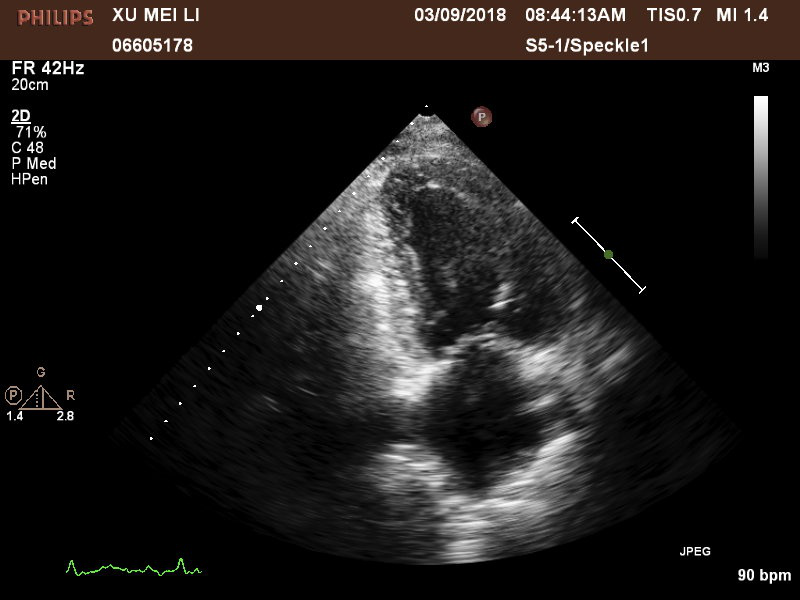 PHILIPS
XU MEI LI
03/09/2018 08:44:13AM TIS0.7 MI 1.4
06605178
S5-1/Speckle1
FR 42Hz
20cm
M3
2D
71%
C 48
P Med
HPen
P
G
P R
1.4 2.8
JPEG
90 bpm